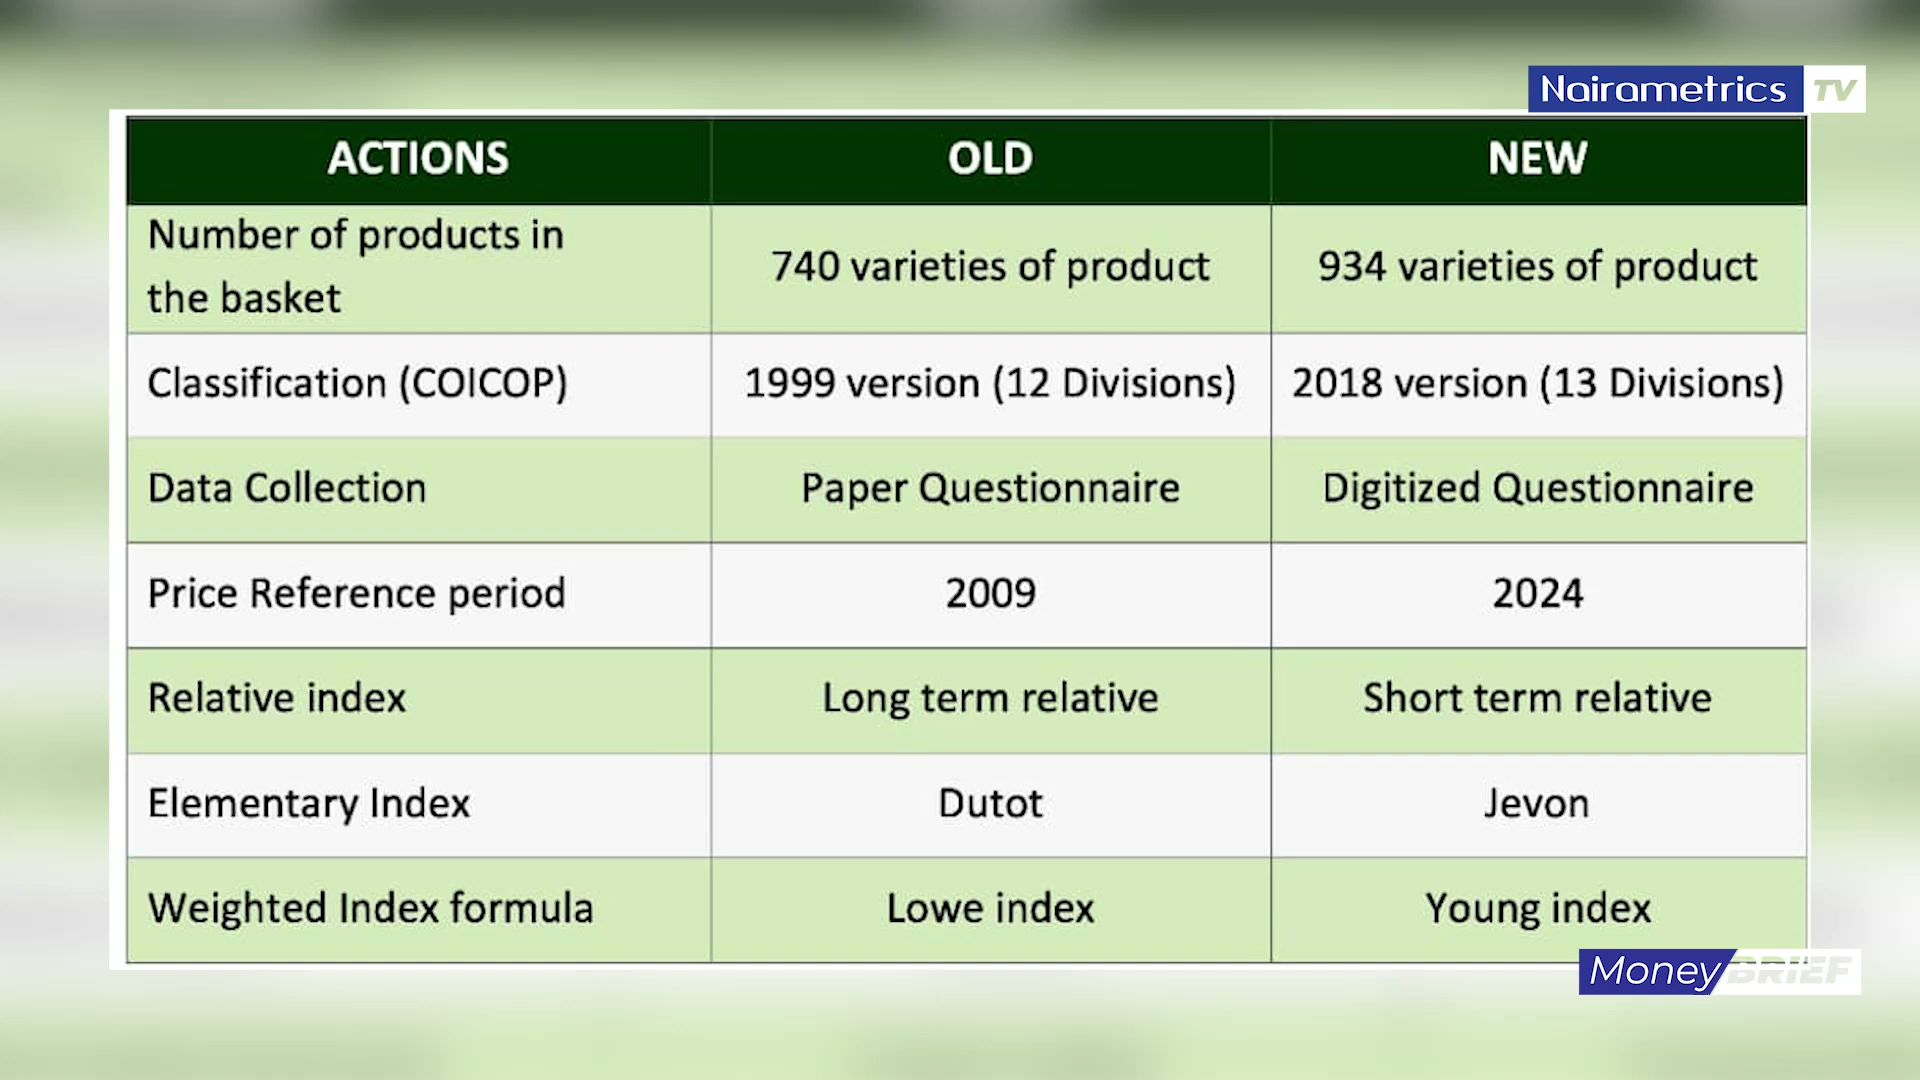 Nairametrics TV
ACTIONS OLD NEW
Number of products in
the basket 740 varieties of product 934 varieties of product
Classification (COICOP) 1999 version (12 Divisions) 2018 version (13 Divisions)
Data Collection Paper Questionnaire Digitized Questionnaire
Price Reference period 2009 2024
Relative index Long term relative Short term relative
Elementary Index Dutot Jevon
Weighted Index formula Lowe index Young index
Money BRIEF